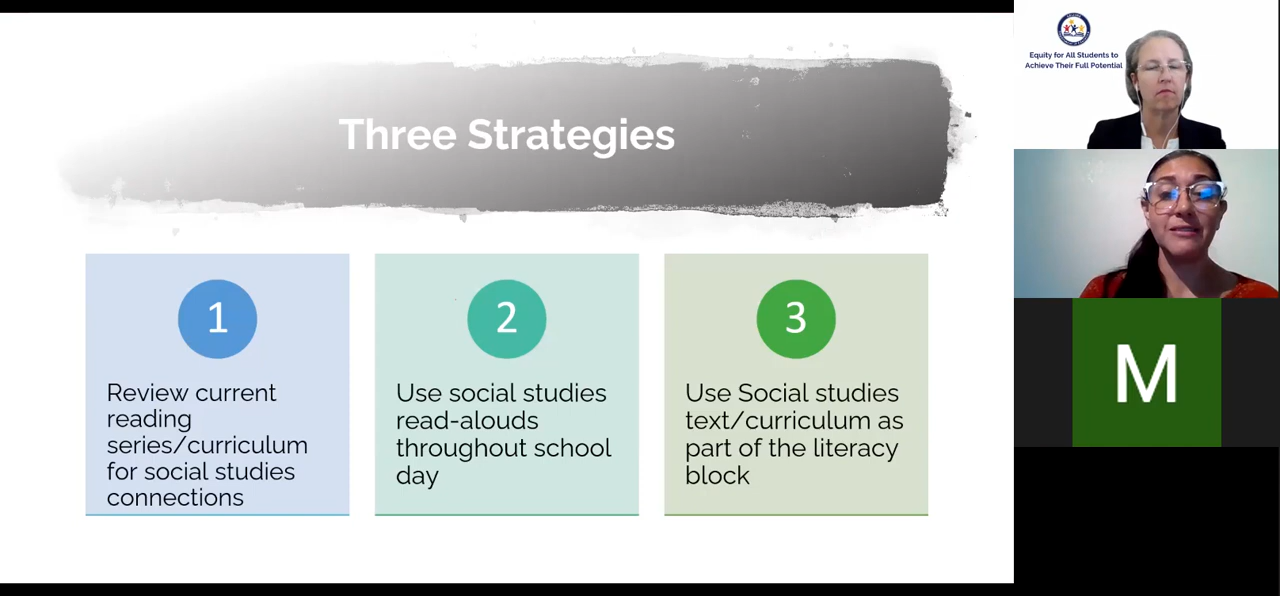 Three Strategies
1
Review current
reading
series/curriculum
for social studies
connections
2
Use social studies
read-alouds
throughout school
day
3
Use Social studies
text/curriculum as
part of the literacy
block
Equity for All Students to
Achieve Their Full Potential
M